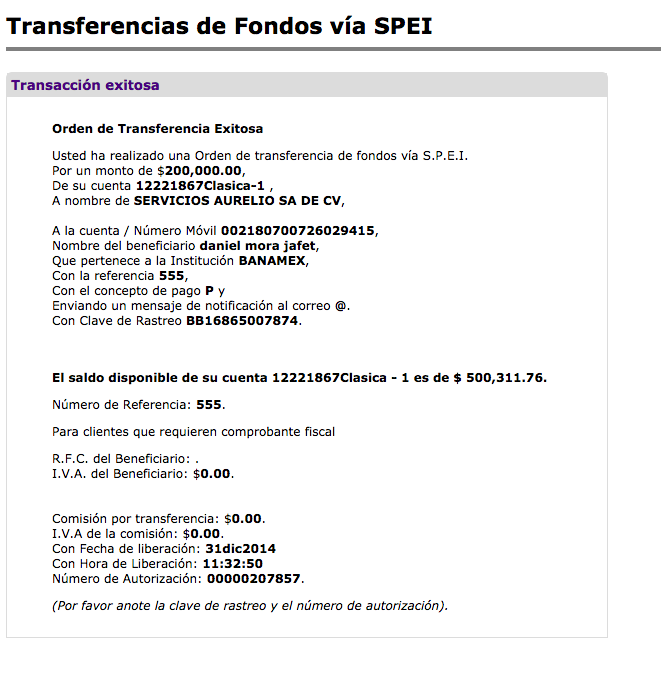 Transferencias de Fondos vía SPEI
Transacción exitosa
Orden de Transferencia Exitosa
Usted ha realizado una Orden de transferencia de fondos vía S.P.E.I.
Por un monto de $200,000.00,
De su cuenta 12221867Clasica-1 ,
A nombre de SERVICIOS AURELIO SA DE CV,
A la cuenta / Número Móvil 002180700726029415,
Nombre del beneficiario daniel mora jafet,
Que pertenece a la Institución BANAMEX,
Con la referencia 555,
Con el concepto de pago P y
Enviando un mensaje de notificación al correo @.
Con Clave de Rastreo BB16865007874.
El saldo disponible de su cuenta 12221867Clasica - 1 es de $ 500,311.76.
Número de Referencia: 555.
Para clientes que requieren comprobante fiscal
R.F.C. del Beneficiario: .
I.V.A. del Beneficiario: $0.00.
Comisión por transferencia: $0.00.
I.V.A de la comisión: $0.00.
Con Fecha de liberación: 31dic2014
Con Hora de Liberación: 11:32:50
Número de Autorización: 00000207857.
(Por favor anote la clave de rastreo y el número de autorización).